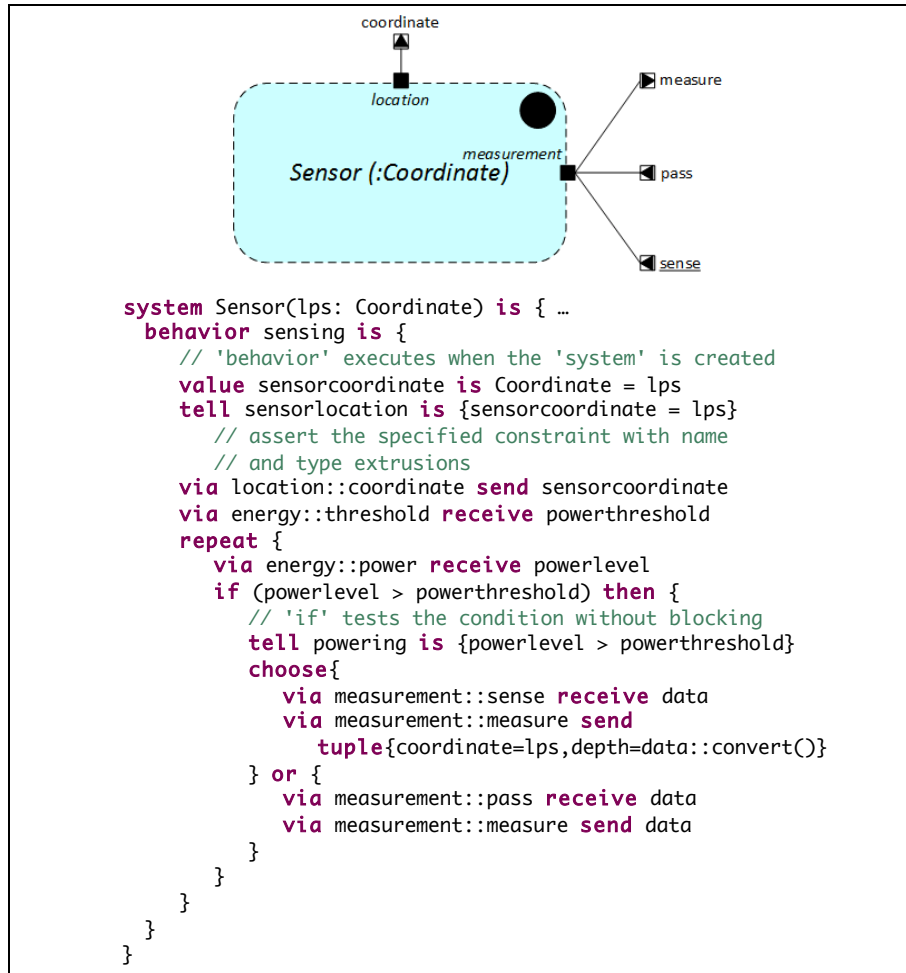 coordinate
location
measure
measurement
Sensor (:Coordinate)
pass
sense
system Sensor(lps: Coordinate) is { …
behavior sensing is {
// 'behavior' executes when the 'system' is created
value sensorcoordinate is Coordinate = lps
tell sensorlocation is {sensorcoordinate = lps}
// assert the specified constraint with name
// and type extrusions
via location::coordinate send sensorcoordinate
via energy::threshold receive powerthreshold
repeat {
via energy::power receive powerlevel
if (powerlevel > powerthreshold) then {
// 'if' tests the condition without blocking
tell powering is {powerlevel > powerthreshold}
choose{
via measurement::sense receive data
via measurement::measure send
tuple{coordinate=lps,depth=data::convert()}
} or {
via measurement::pass receive data
via measurement::measure send data
}
}
}
}
}